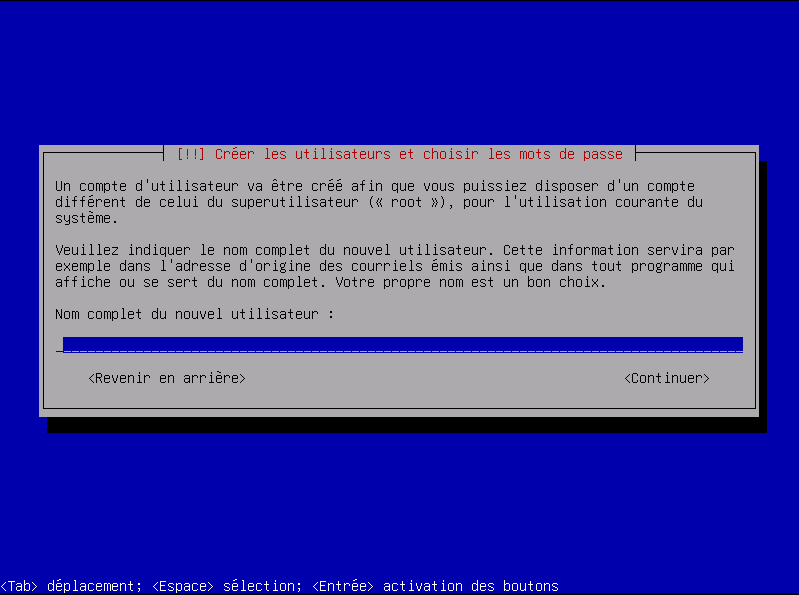 [!!] Créer les utilisateurs et choisir les mots de passe
Un compte d'utilisateur va être créé afin que vous puissiez disposer d'un compte
différent de celui du superutilisateur (« root »), pour l'utilisation courante du
système.
Veuillez indiquer le nom complet du nouvel utilisateur. Cette information servira par
exemple dans l'adresse d'origine des courriels émis ainsi que dans tout programme qui
affiche ou se sert du nom complet. Votre propre nom est un bon choix.
Nom complet du nouvel utilisateur :
<Revenir en arrière> <Continuer>
<Tab> déplacement; <Espace> sélection; <Entrée> activation des boutons